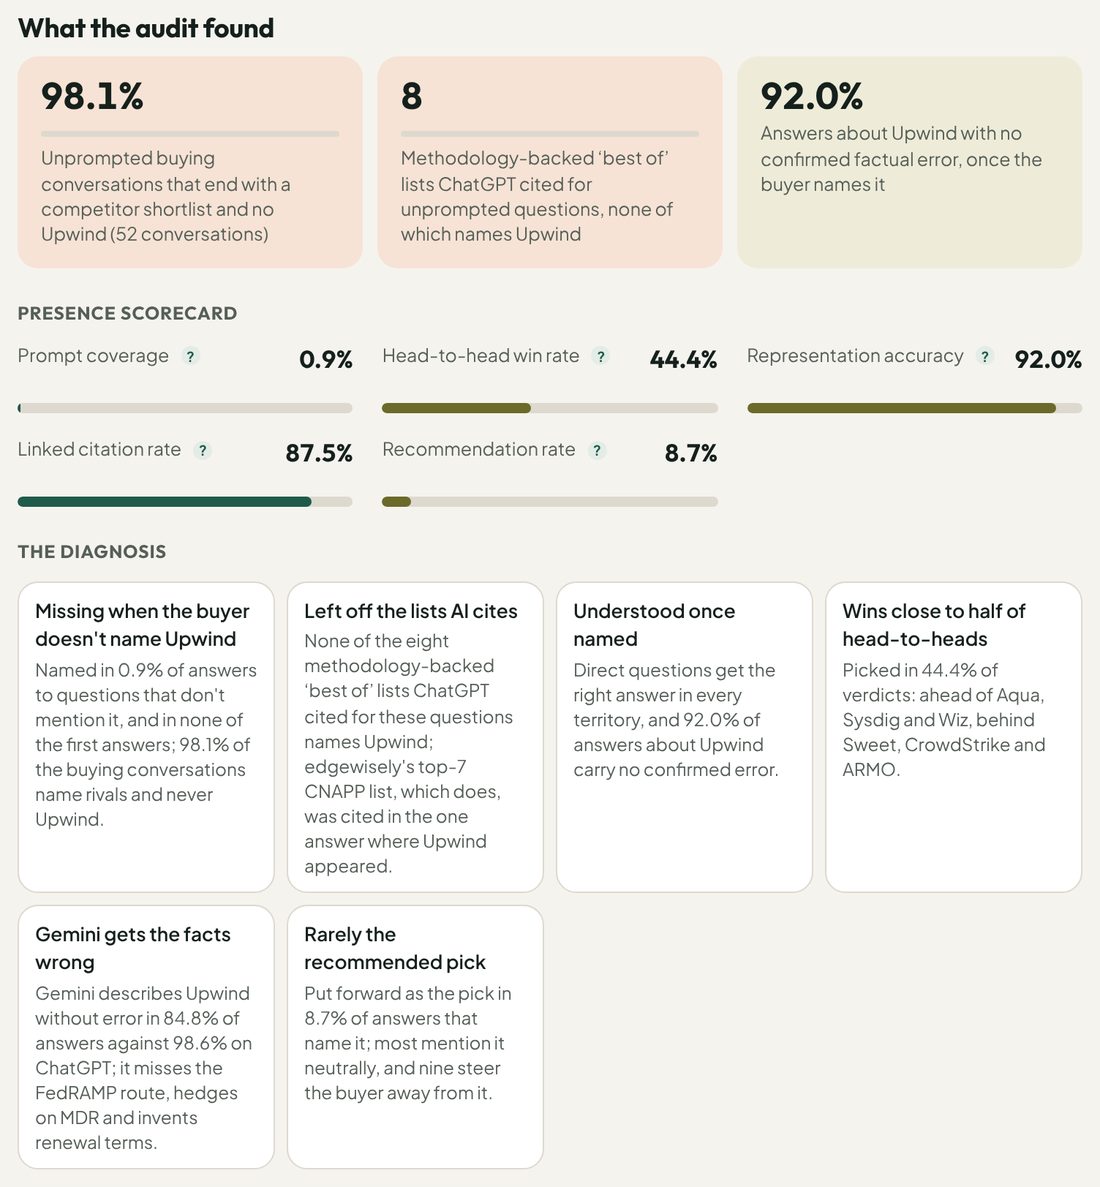 What the audit found
98.1%
Unprompted buying
conversations that end with a
competitor shortlist and no
Upwind (52 conversations)
8
Methodology-backed ‘best of’
lists ChatGPT cited for
unprompted questions, none of
which names Upwind
92.0%
Answers about Upwind with no
confirmed factual error, once the
buyer names it
PRESENCE SCORECARD
Prompt coverage ? 0.9%
Head-to-head win rate ? 44.4%
Representation accuracy ? 92.0%
Linked citation rate ? 87.5%
Recommendation rate ? 8.7%
THE DIAGNOSIS
Missing when the buyer
doesn't name Upwind
Named in 0.9% of answers
to questions that don't
mention it, and in none of
the first answers; 98.1% of
the buying conversations
name rivals and never
Upwind.
Left off the lists AI cites
None of the eight
methodology-backed
‘best of’ lists ChatGPT
cited for these questions
names Upwind;
edgewisely's top-7
CNAPP list, which does,
was cited in the one
answer where Upwind
appeared.
Understood once
named
Direct questions get the
right answer in every
territory, and 92.0% of
answers about Upwind
carry no confirmed error.
Wins close to half of
head-to-heads
Picked in 44.4% of
verdicts: ahead of Aqua,
Sysdig and Wiz, behind
Sweet, CrowdStrike and
ARMO.
Gemini gets the facts
wrong
Gemini describes Upwind
without error in 84.8% of
answers against 98.6% on
ChatGPT; it misses the
FedRAMP route, hedges
on MDR and invents
renewal terms.
Rarely the
recommended pick
Put forward as the pick in
8.7% of answers that
name it; most mention it
neutrally, and nine steer
the buyer away from it.